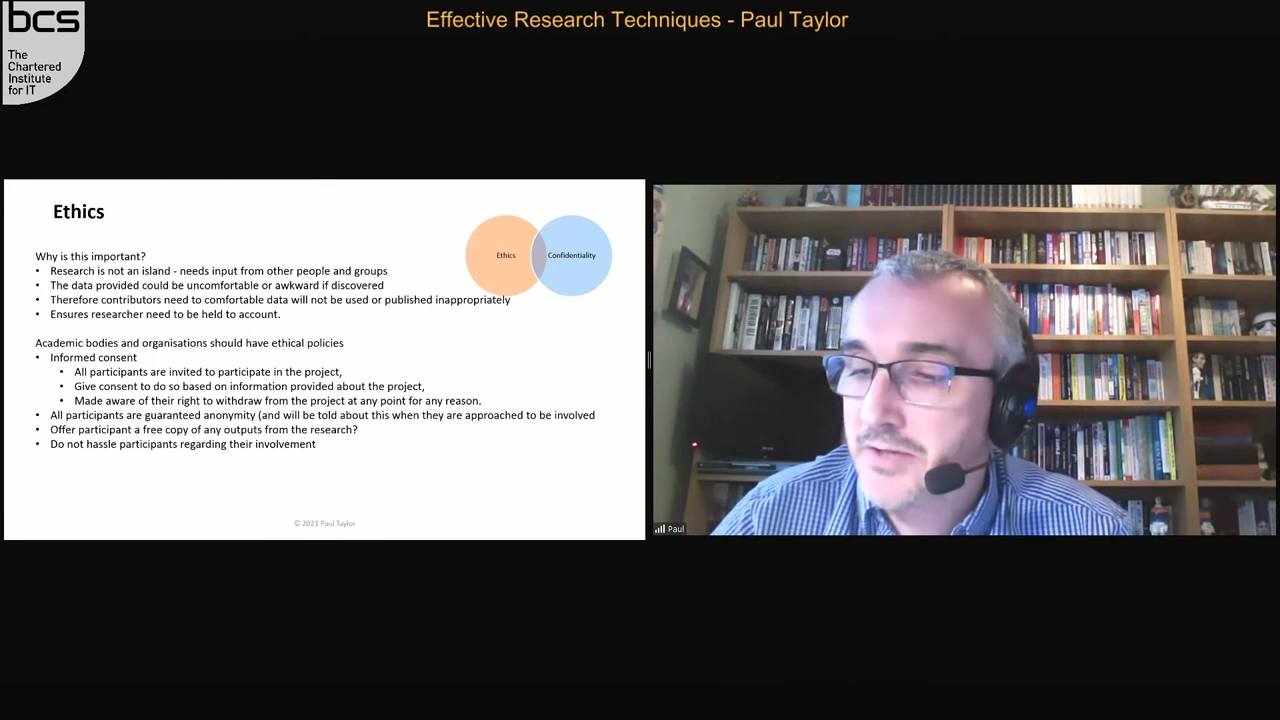 Effective Research Techniques - Paul Taylor
bcs
The
Chartered
Institute
for IT
Ethics
Ethics
Confidentiality
Why is this important?
• Research is not an island - needs input from other people and groups
• The data provided could be uncomfortable or awkward if discovered
• Therefore contributors need to comfortable data will not be used or published inappropriately
• Ensures researcher need to be held to account.
Academic bodies and organisations should have ethical policies
• Informed consent
• All participants are invited to participate in the project,
• Give consent to do so based on information provided about the project,
• Made aware of their right to withdraw from the project at any point for any reason.
• All participants are guaranteed anonymity (and will be told about this when they are approached to be involved
• Offer participant a free copy of any outputs from the research?
• Do not hassle participants regarding their involvement
© 2021 Paul Taylor
Paul